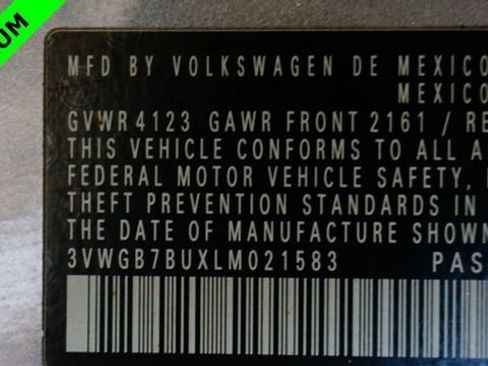 UM
MFD BY VOLKSWAGEN DE MEXICO
MEXICO
GVWR 4123 GAWR FRONT 2161 / RE
THIS VEHICLE CONFORMS TO ALL A
FEDERAL MOTOR VEHICLE SAFETY,
THEFT PREVENTION STANDARDS IN
THE DATE OF MANUFACTURE SHOWN
3VWGB7BUXLM021583 PAS